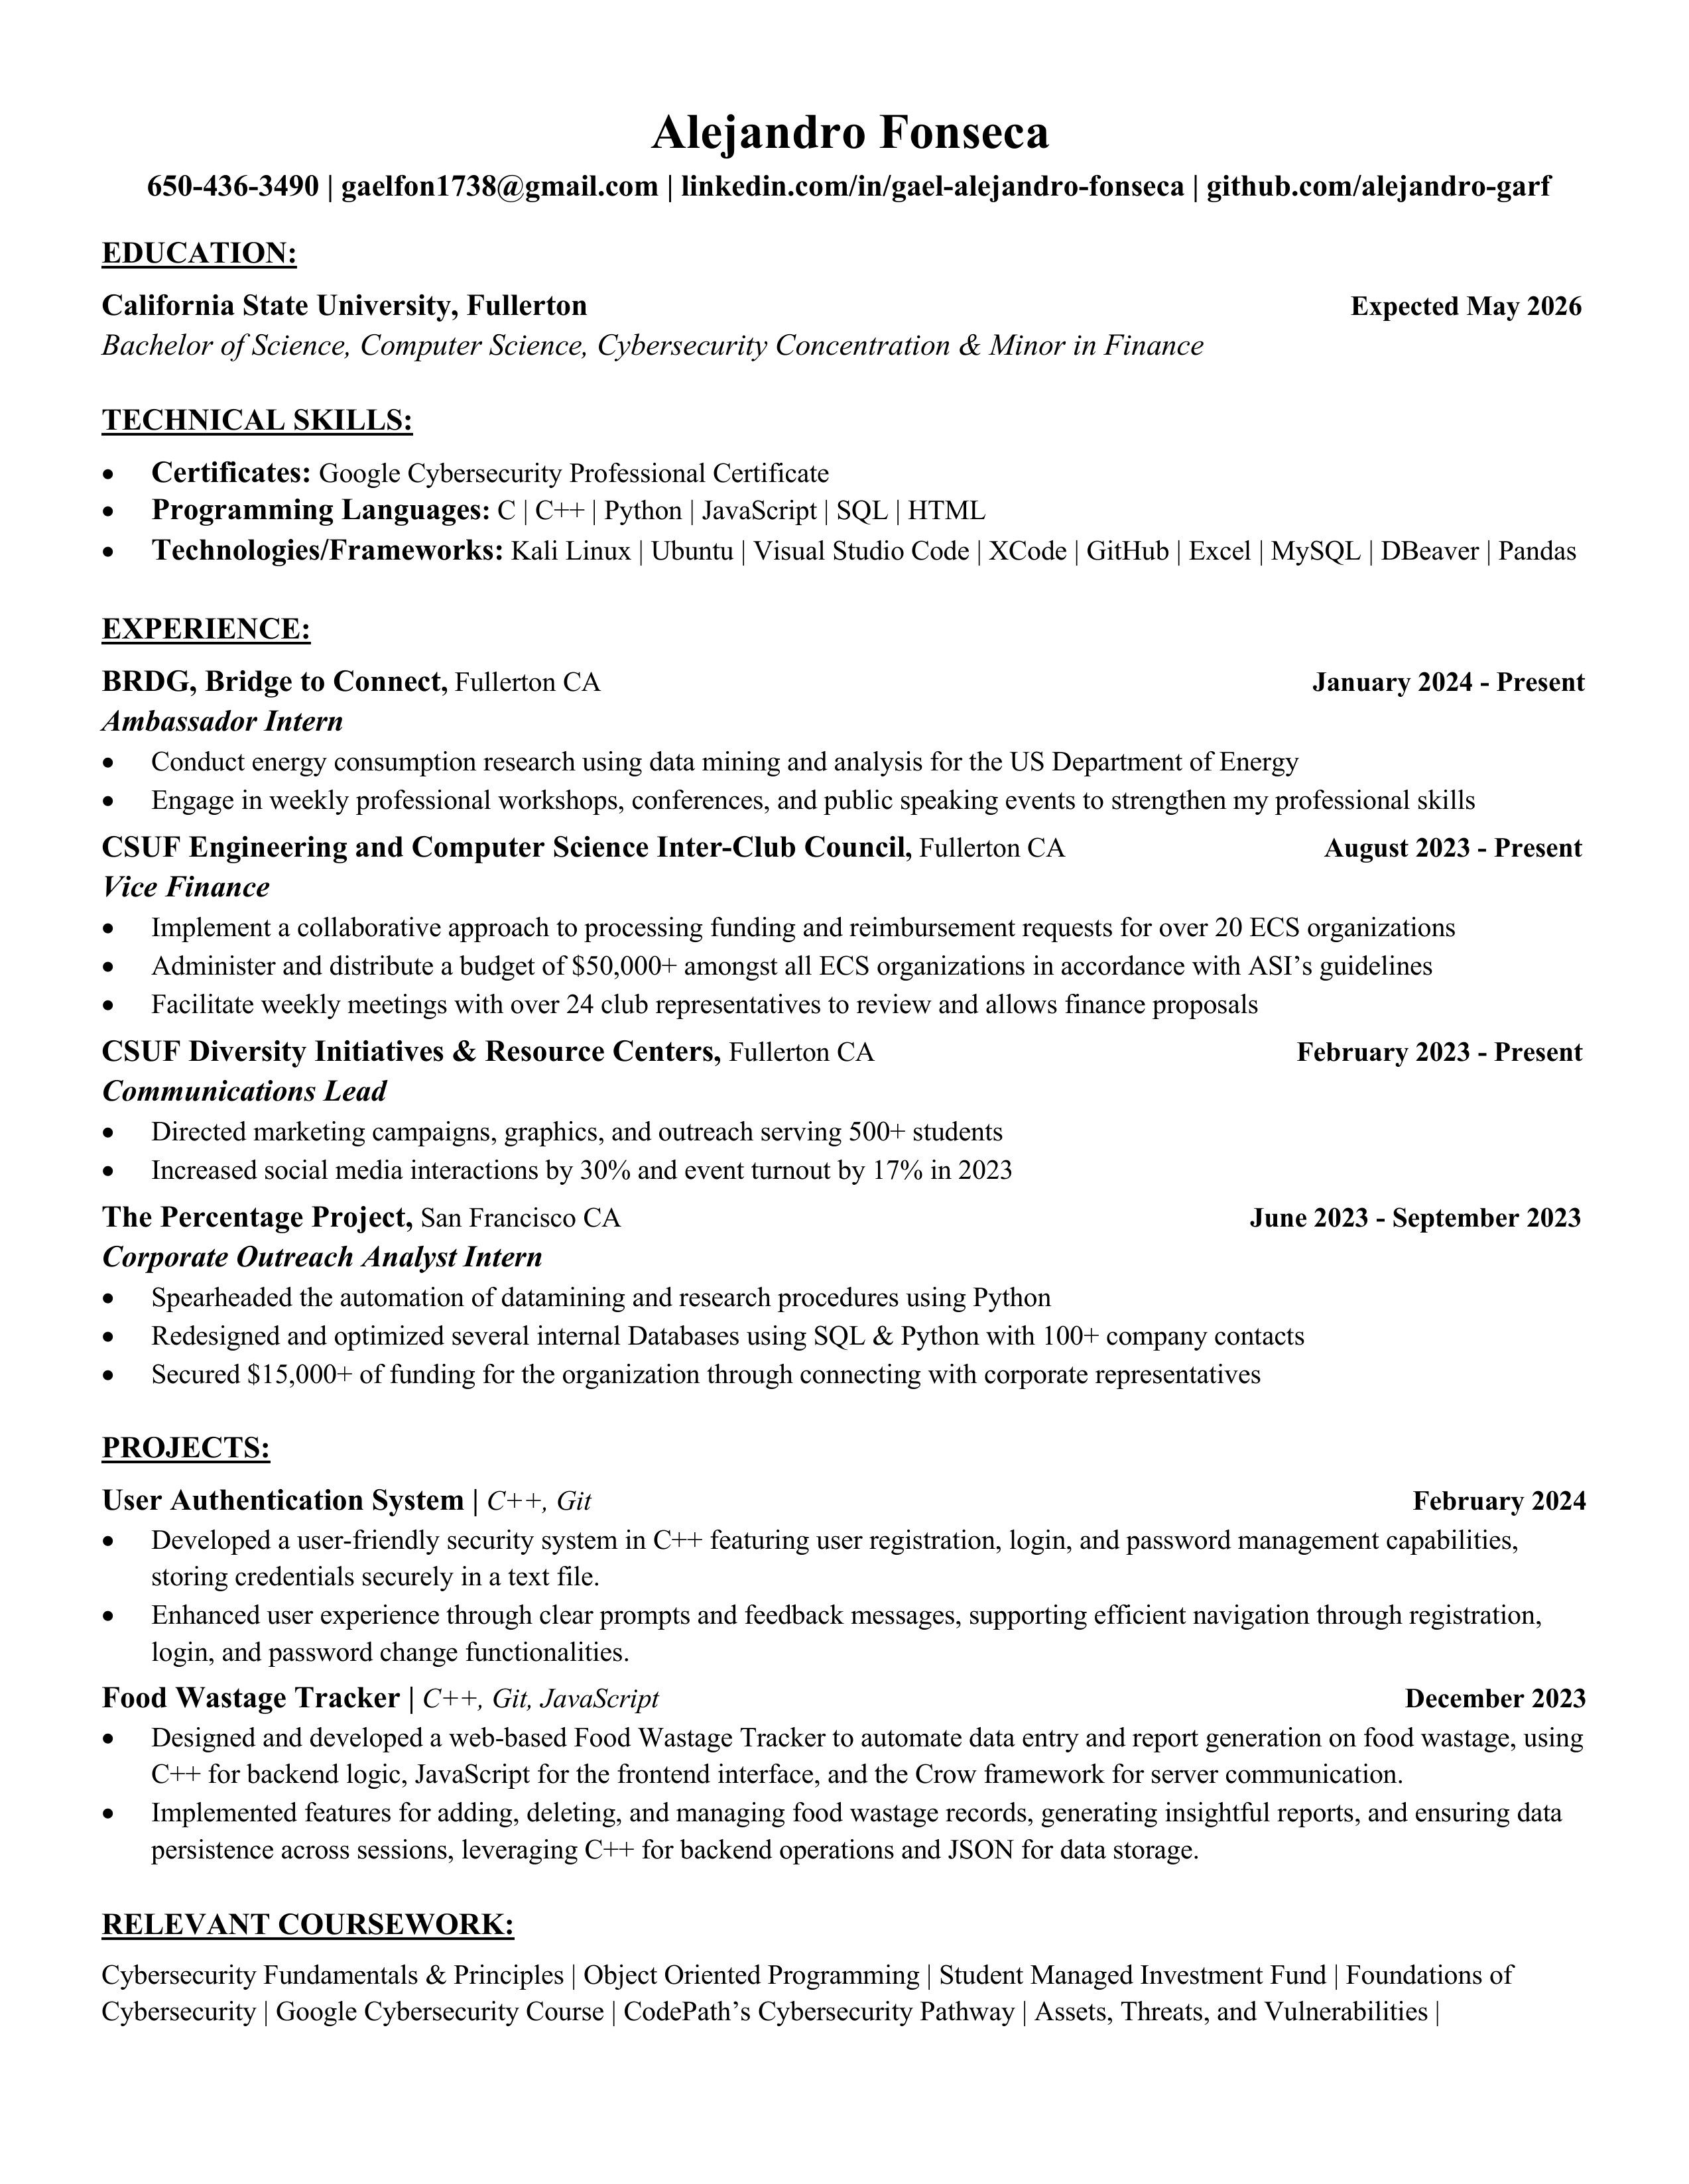 Alejandro Fonseca
650-436-3490 | gaelfon1738@gmail.com | linkedin.com/in/gael-alejandro-fonseca | github.com/alejandro-garf
EDUCATION:
California State University, Fullerton Expected May 2026
Bachelor of Science, Computer Science, Cybersecurity Concentration & Minor in Finance
TECHNICAL SKILLS:
• Certificates: Google Cybersecurity Professional Certificate
• Programming Languages: C | C++ | Python | JavaScript | SQL | HTML
• Technologies/Frameworks: Kali Linux | Ubuntu | Visual Studio Code | XCode | GitHub | Excel | MySQL | DBeaver | Pandas
EXPERIENCE:
BRDG, Bridge to Connect, Fullerton CA January 2024 - Present
Ambassador Intern
• Conduct energy consumption research using data mining and analysis for the US Department of Energy
• Engage in weekly professional workshops, conferences, and public speaking events to strengthen my professional skills
CSUF Engineering and Computer Science Inter-Club Council, Fullerton CA August 2023 - Present
Vice Finance
• Implement a collaborative approach to processing funding and reimbursement requests for over 20 ECS organizations
• Administer and distribute a budget of $50,000+ amongst all ECS organizations in accordance with ASI’s guidelines
• Facilitate weekly meetings with over 24 club representatives to review and allows finance proposals
CSUF Diversity Initiatives & Resource Centers, Fullerton CA February 2023 - Present
Communications Lead
• Directed marketing campaigns, graphics, and outreach serving 500+ students
• Increased social media interactions by 30% and event turnout by 17% in 2023
The Percentage Project, San Francisco CA June 2023 - September 2023
Corporate Outreach Analyst Intern
• Spearheaded the automation of datamining and research procedures using Python
• Redesigned and optimized several internal Databases using SQL & Python with 100+ company contacts
• Secured $15,000+ of funding for the organization through connecting with corporate representatives
PROJECTS:
User Authentication System | C++, Git February 2024
• Developed a user-friendly security system in C++ featuring user registration, login, and password management capabilities,
storing credentials securely in a text file.
• Enhanced user experience through clear prompts and feedback messages, supporting efficient navigation through registration,
login, and password change functionalities.
Food Wastage Tracker | C++, Git, JavaScript December 2023
• Designed and developed a web-based Food Wastage Tracker to automate data entry and report generation on food wastage, using
C++ for backend logic, JavaScript for the frontend interface, and the Crow framework for server communication.
• Implemented features for adding, deleting, and managing food wastage records, generating insightful reports, and ensuring data
persistence across sessions, leveraging C++ for backend operations and JSON for data storage.
RELEVANT COURSEWORK:
Cybersecurity Fundamentals & Principles | Object Oriented Programming | Student Managed Investment Fund | Foundations of
Cybersecurity | Google Cybersecurity Course | CodePath’s Cybersecurity Pathway | Assets, Threats, and Vulnerabilities |